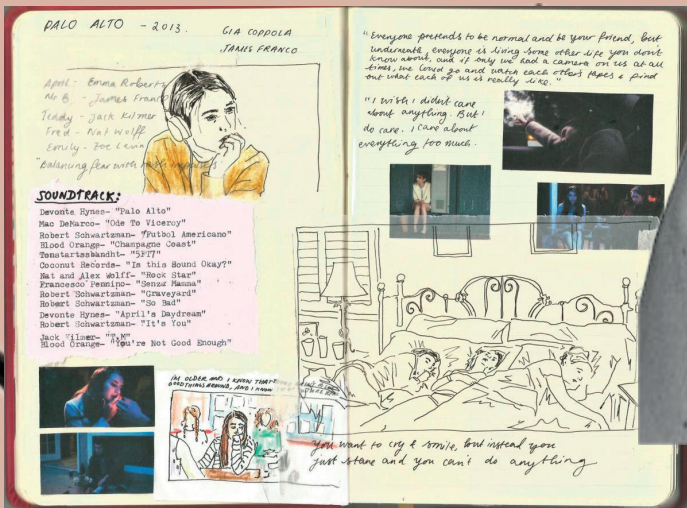 PALO ALTO - 2013.
GIA COPPOLA
JAMES FRANCO
April - Emma Roberts
Mr B - James Franco
Teddy - Jack Kilmer
Fred - Nat Wolff
Emily - Zoe Levin
"Balancing fear with
SOUNDTRACK:
Devonte Hynes- "Palo Alto"
Mac DeMarco- "Ode To Viceroy"
Robert Schwartzman- "Futbol Americano"
Blood Orange- "Champagne Coast"
Tonstartssbandht- "5FT7"
Coconut Records- "Is this Sound Okay?"
Nat and Alex Wolff- "Rock Star"
Francesco Pennino- "Senza Mamma"
Robert Schwartzman- "Graveyard"
Robert Schwartzman- "So Bad"
Devonte Hynes- "April's Daydream"
Robert Schwartzman- "It's You"
Jack Kilmer- "T.M"
Blood Orange- "You're Not Good Enough"
I'M OLDER AND I KNOW THAT
GOOD THINGS AROUND, AND I KNOW
"Everyone pretends to be normal and be your friend, but
underneath, everyone is living some other life you don't
know about, and if only we had a camera on us at all
times, we could go and watch each others tapes & find
out what each of us is really like."
"I wish I didn't care
about anything. But I
do care. I care about
everything too much.
You want to cry & smile, but instead you
just stare and you can't do anything